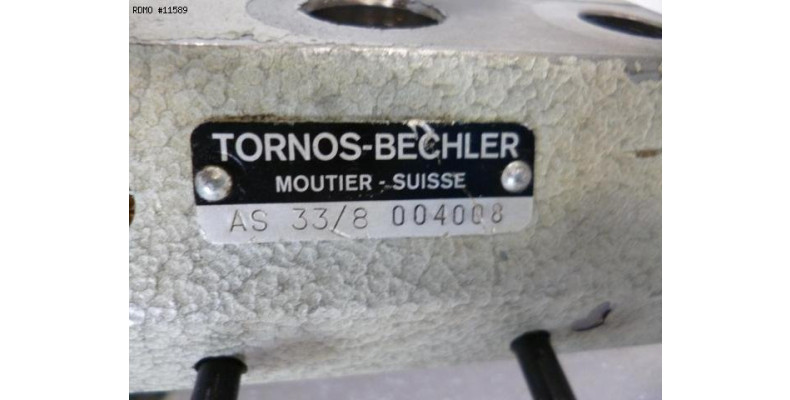 RDMO #11589
TORNOS-BECHLER
MOUTIER - SUISSE
AS 33/8 004008